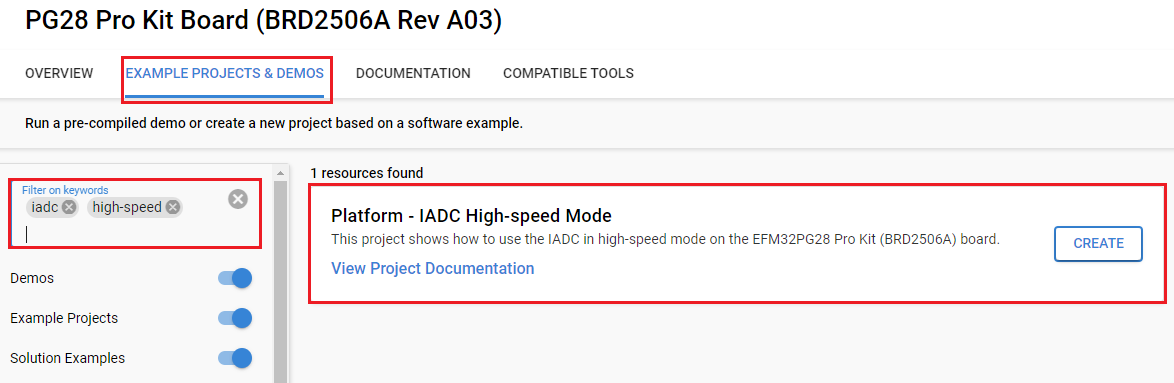 PG28 Pro Kit Board (BRD2506A Rev A03)
OVERVIEW EXAMPLE PROJECTS & DEMOS DOCUMENTATION COMPATIBLE TOOLS
Run a pre-compiled demo or create a new project based on a software example.
Filter on keywords
iadc high-speed
Demos
Example Projects
Solution Examples
1 resources found
Platform - IADC High-speed Mode
This project shows how to use the IADC in high-speed mode on the EFM32PG28 Pro Kit (BRD2506A) board.
View Project Documentation
CREATE